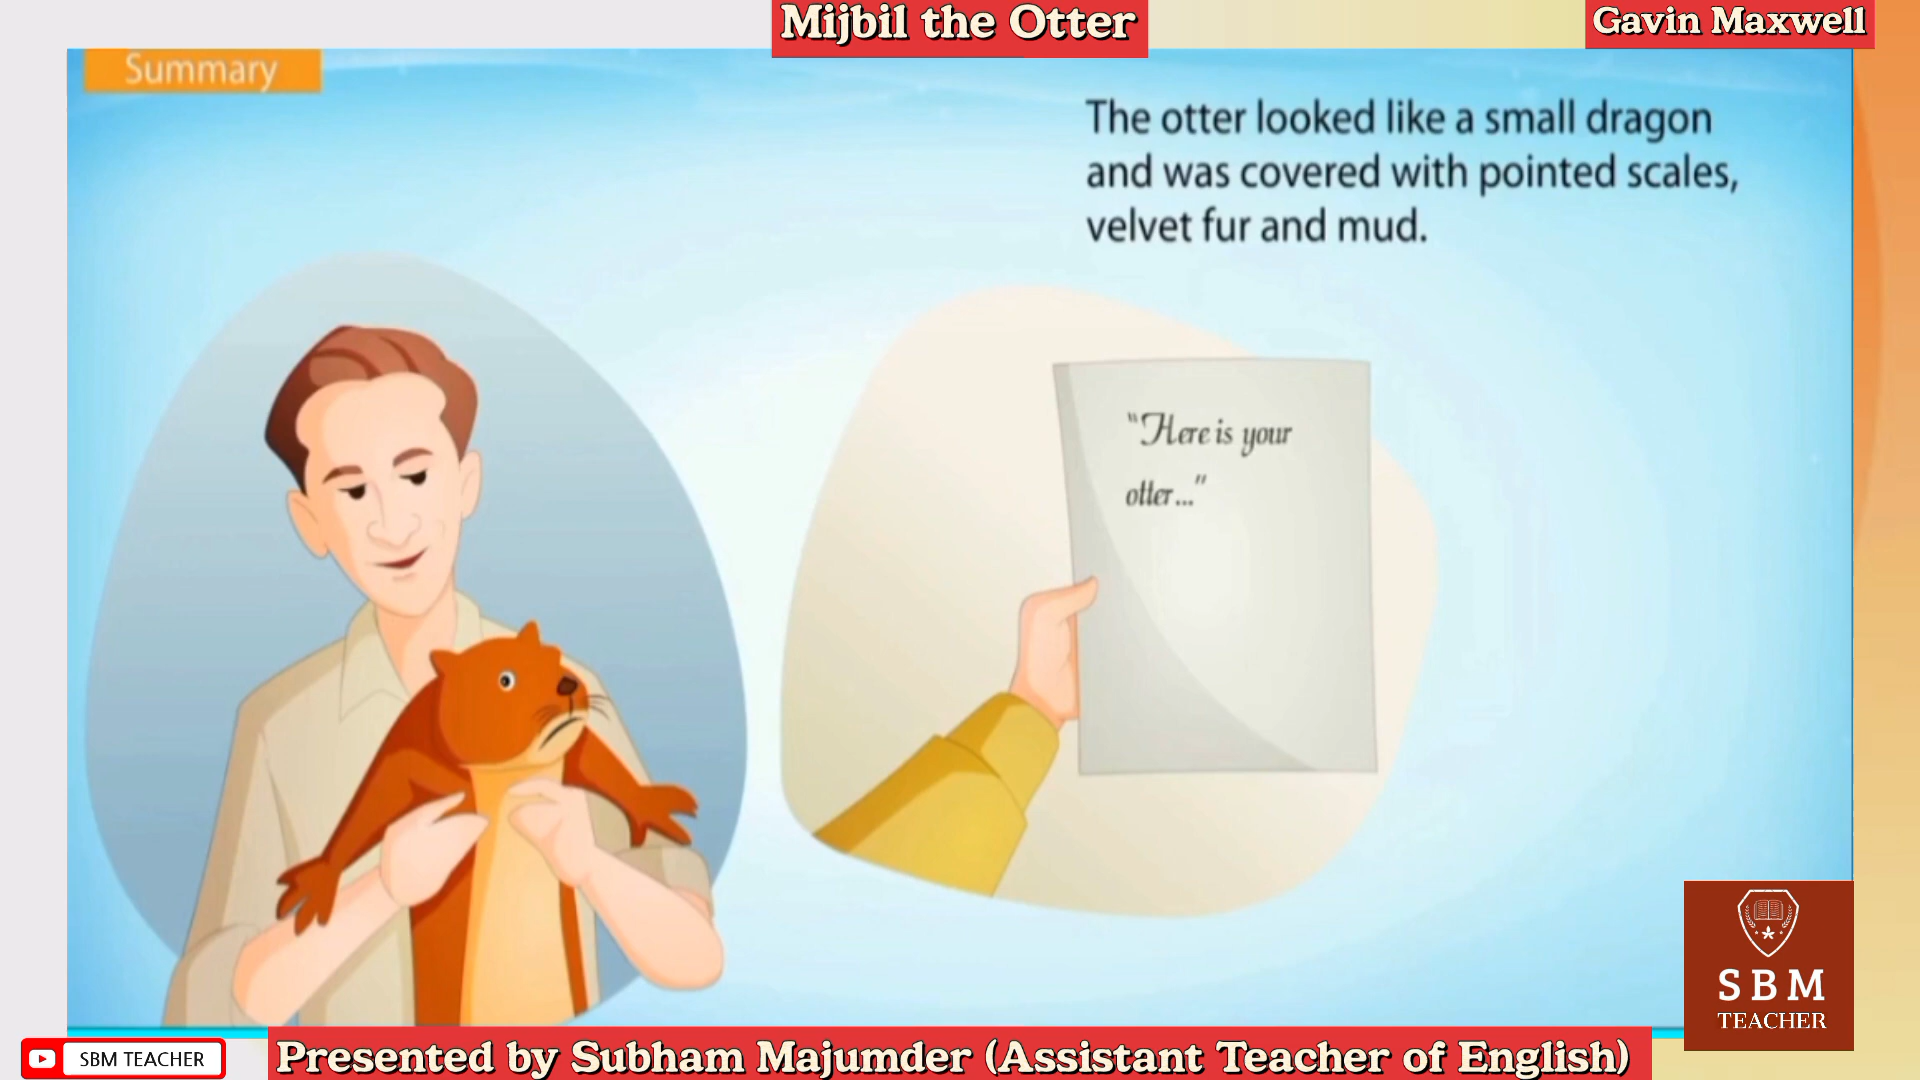 Mijbil the Otter
Gavin Maxwell
Summary
The otter looked like a small dragon
and was covered with pointed scales,
velvet fur and mud.
"Here is your
otter..."
SBM
TEACHER
SBM TEACHER
Presented by Subham Majumder (Assistant Teacher of English)